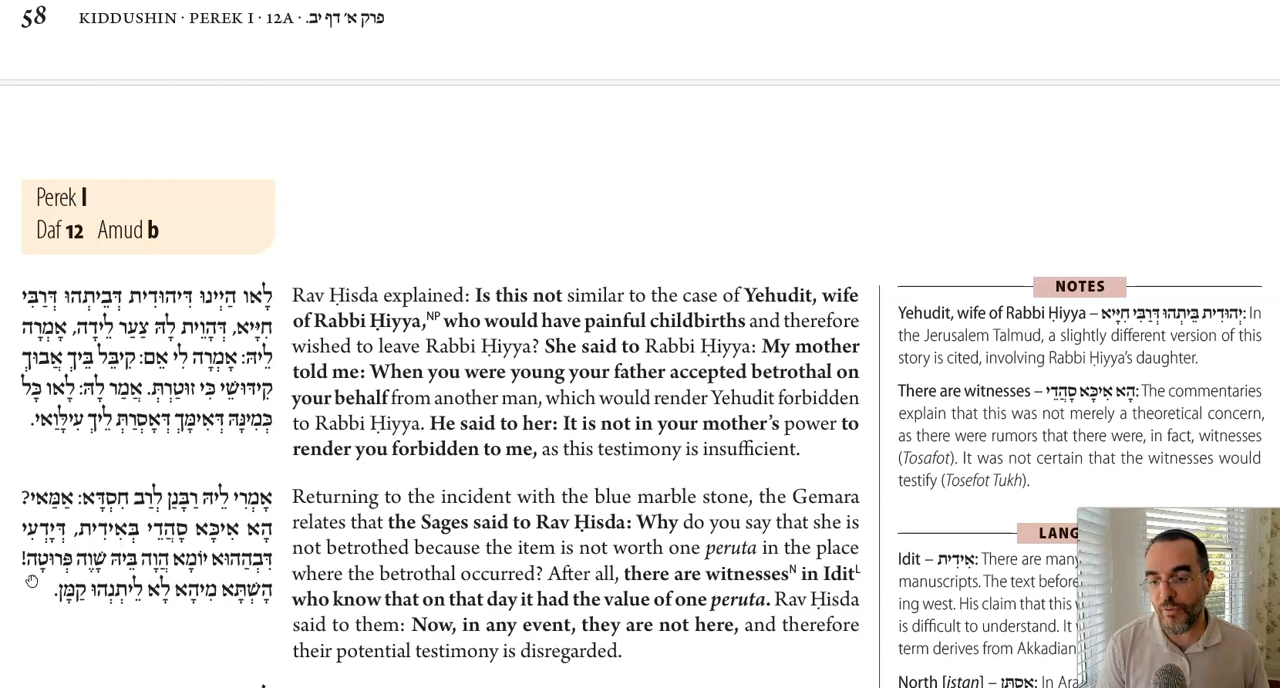 58 KIDDUSHIN · PEREK I · 12A · פרק א׳ דף יב.
Perek I
Daf 12 Amud b
לָאו הַיְינוּ דִּיהוּדִית דְּבֵיתְהוּ דְּרַבִּי
חִיָּיא, דְּהָוְיָת לַהּ צַעַר לֵידָה, אֲמַרָה
לֵיהּ: אֲמַרָה לִי אֵם: קִיבֵּל בִּיךְ אֲבוּךְ
קִידּוּשֵׁי כִּי זוּטְרַתְּ. אֲמַר לַהּ: לָאו כֹּל
כְּמִינַּהּ דְּאִימָּךְ דְּאָסְרַתְּ לִיךְ עִילָּוַאי.
אָמְרִי לֵיהּ רַבָּנַן לְרַב חִסְדָּא: אַמַּאי?
הָא אִיכָּא סָהֲדֵי בְּאִידִית, דְּיָדְעִי
דִּבְהַהוּא יוֹמָא הֲוָה בֵּיהּ שָׁוֶה פְּרוּטָה!
הָשְׁתָּא מִיהָא לָא לֵיתַנְהוּ קַמַּן.
Rav Ḥisda explained: Is this not similar to the case of Yehudit, wife
of Rabbi Ḥiyya,NP who would have painful childbirths and therefore
wished to leave Rabbi Ḥiyya? She said to Rabbi Ḥiyya: My mother
told me: When you were young your father accepted betrothal on
your behalf from another man, which would render Yehudit forbidden
to Rabbi Ḥiyya. He said to her: It is not in your mother's power to
render you forbidden to me, as this testimony is insufficient.
Returning to the incident with the blue marble stone, the Gemara
relates that the Sages said to Rav Ḥisda: Why do you say that she is
not betrothed because the item is not worth one peruta in the place
where the betrothal occurred? After all, there are witnessesN in IditL
who know that on that day it had the value of one peruta. Rav Ḥisda
said to them: Now, in any event, they are not here, and therefore
their potential testimony is disregarded.
NOTES
Yehudit, wife of Rabbi Ḥiyya – יְהוּדִית בֵּיתְהוּ דְּרַבִּי חִיָּיא: In
the Jerusalem Talmud, a slightly different version of this
story is cited, involving Rabbi Ḥiyya's daughter.
There are witnesses – הָא אִיכָּא סָהֲדֵי: The commentaries
explain that this was not merely a theoretical concern,
as there were rumors that there were, in fact, witnesses
(Tosafot). It was not certain that the witnesses would
testify (Tosefot Tukh).
LANG
Idit – אִידִית: There are many
manuscripts. The text before
ing west. His claim that this
is difficult to understand. It
term derives from Akkadian
North [istan] – אִסְתָּן: In Ara